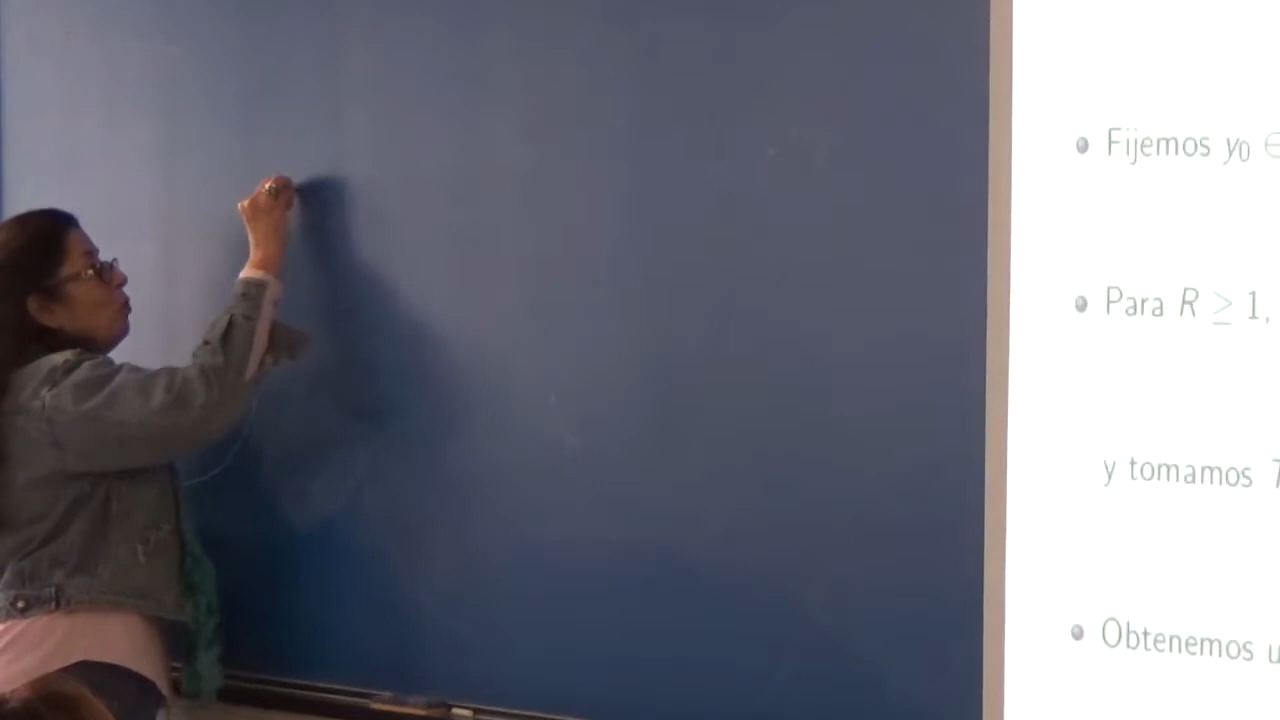 Fijemos y₀ ∈
Para R ≥ 1,
y tomamos T
Obtenemos u